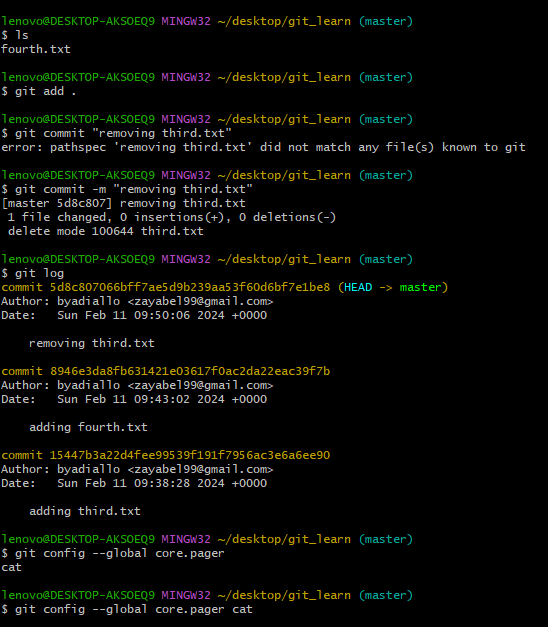 lenovo@DESKTOP-AKSOEQ9 MINGW32 ~/desktop/git_learn (master)
$ ls
fourth.txt
lenovo@DESKTOP-AKSOEQ9 MINGW32 ~/desktop/git_learn (master)
$ git add .
lenovo@DESKTOP-AKSOEQ9 MINGW32 ~/desktop/git_learn (master)
$ git commit "removing third.txt"
error: pathspec 'removing third.txt' did not match any file(s) known to git
lenovo@DESKTOP-AKSOEQ9 MINGW32 ~/desktop/git_learn (master)
$ git commit -m "removing third.txt"
[master 5d8c807] removing third.txt
 1 file changed, 0 insertions(+), 0 deletions(-)
 delete mode 100644 third.txt
lenovo@DESKTOP-AKSOEQ9 MINGW32 ~/desktop/git_learn (master)
$ git log
commit 5d8c807066bff7ae5d9b239aa53f60d6bf7e1be8 (HEAD -> master)
Author: byadiallo <zayabel99@gmail.com>
Date:   Sun Feb 11 09:50:06 2024 +0000
    removing third.txt
commit 8946e3da8fb631421e03617f0ac2da22eac39f7b
Author: byadiallo <zayabel99@gmail.com>
Date:   Sun Feb 11 09:43:02 2024 +0000
    adding fourth.txt
commit 15447b3a22d4fee99539f191f7956ac3e6a6ee90
Author: byadiallo <zayabel99@gmail.com>
Date:   Sun Feb 11 09:38:28 2024 +0000
    adding third.txt
lenovo@DESKTOP-AKSOEQ9 MINGW32 ~/desktop/git_learn (master)
$ git config --global core.pager
cat
lenovo@DESKTOP-AKSOEQ9 MINGW32 ~/desktop/git_learn (master)
$ git config --global core.pager cat